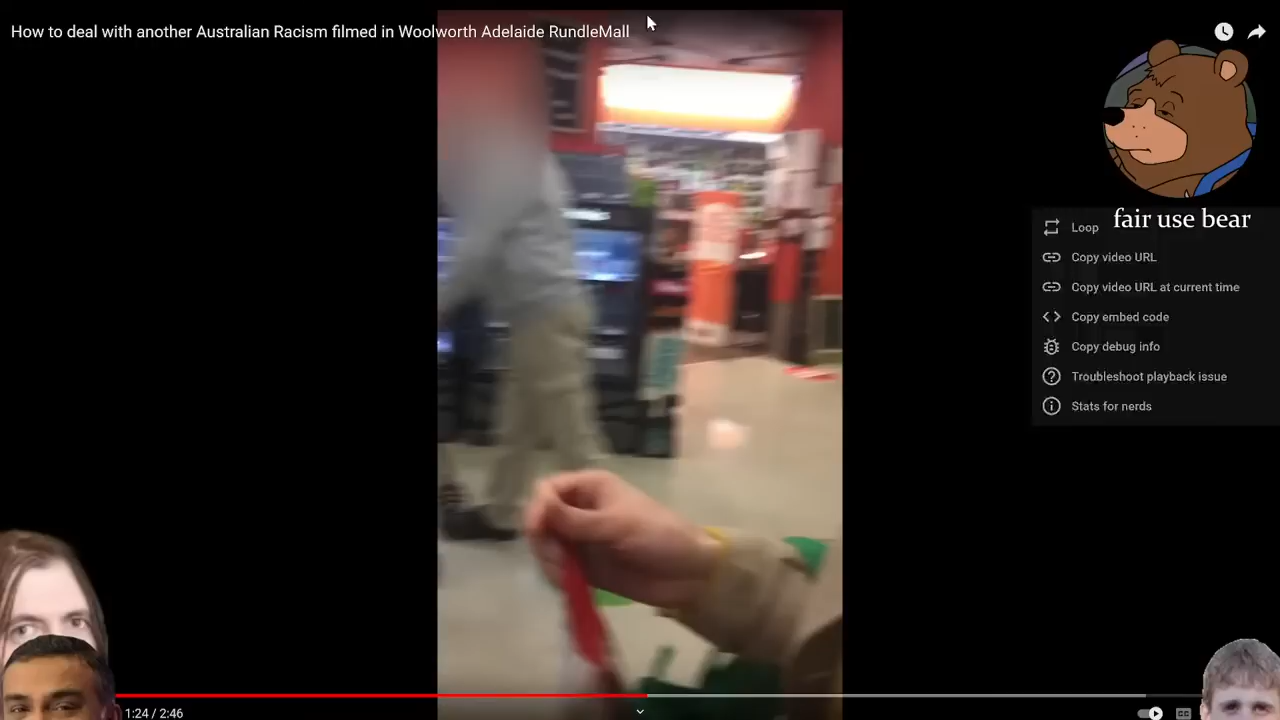 How to deal with another Australian Racism filmed in Woolworth Adelaide RundleMall
fair use bear
Loop
Copy video URL
Copy video URL at current time
Copy embed code
Copy debug info
Troubleshoot playback issue
Stats for nerds
1:24 / 2:46
CC